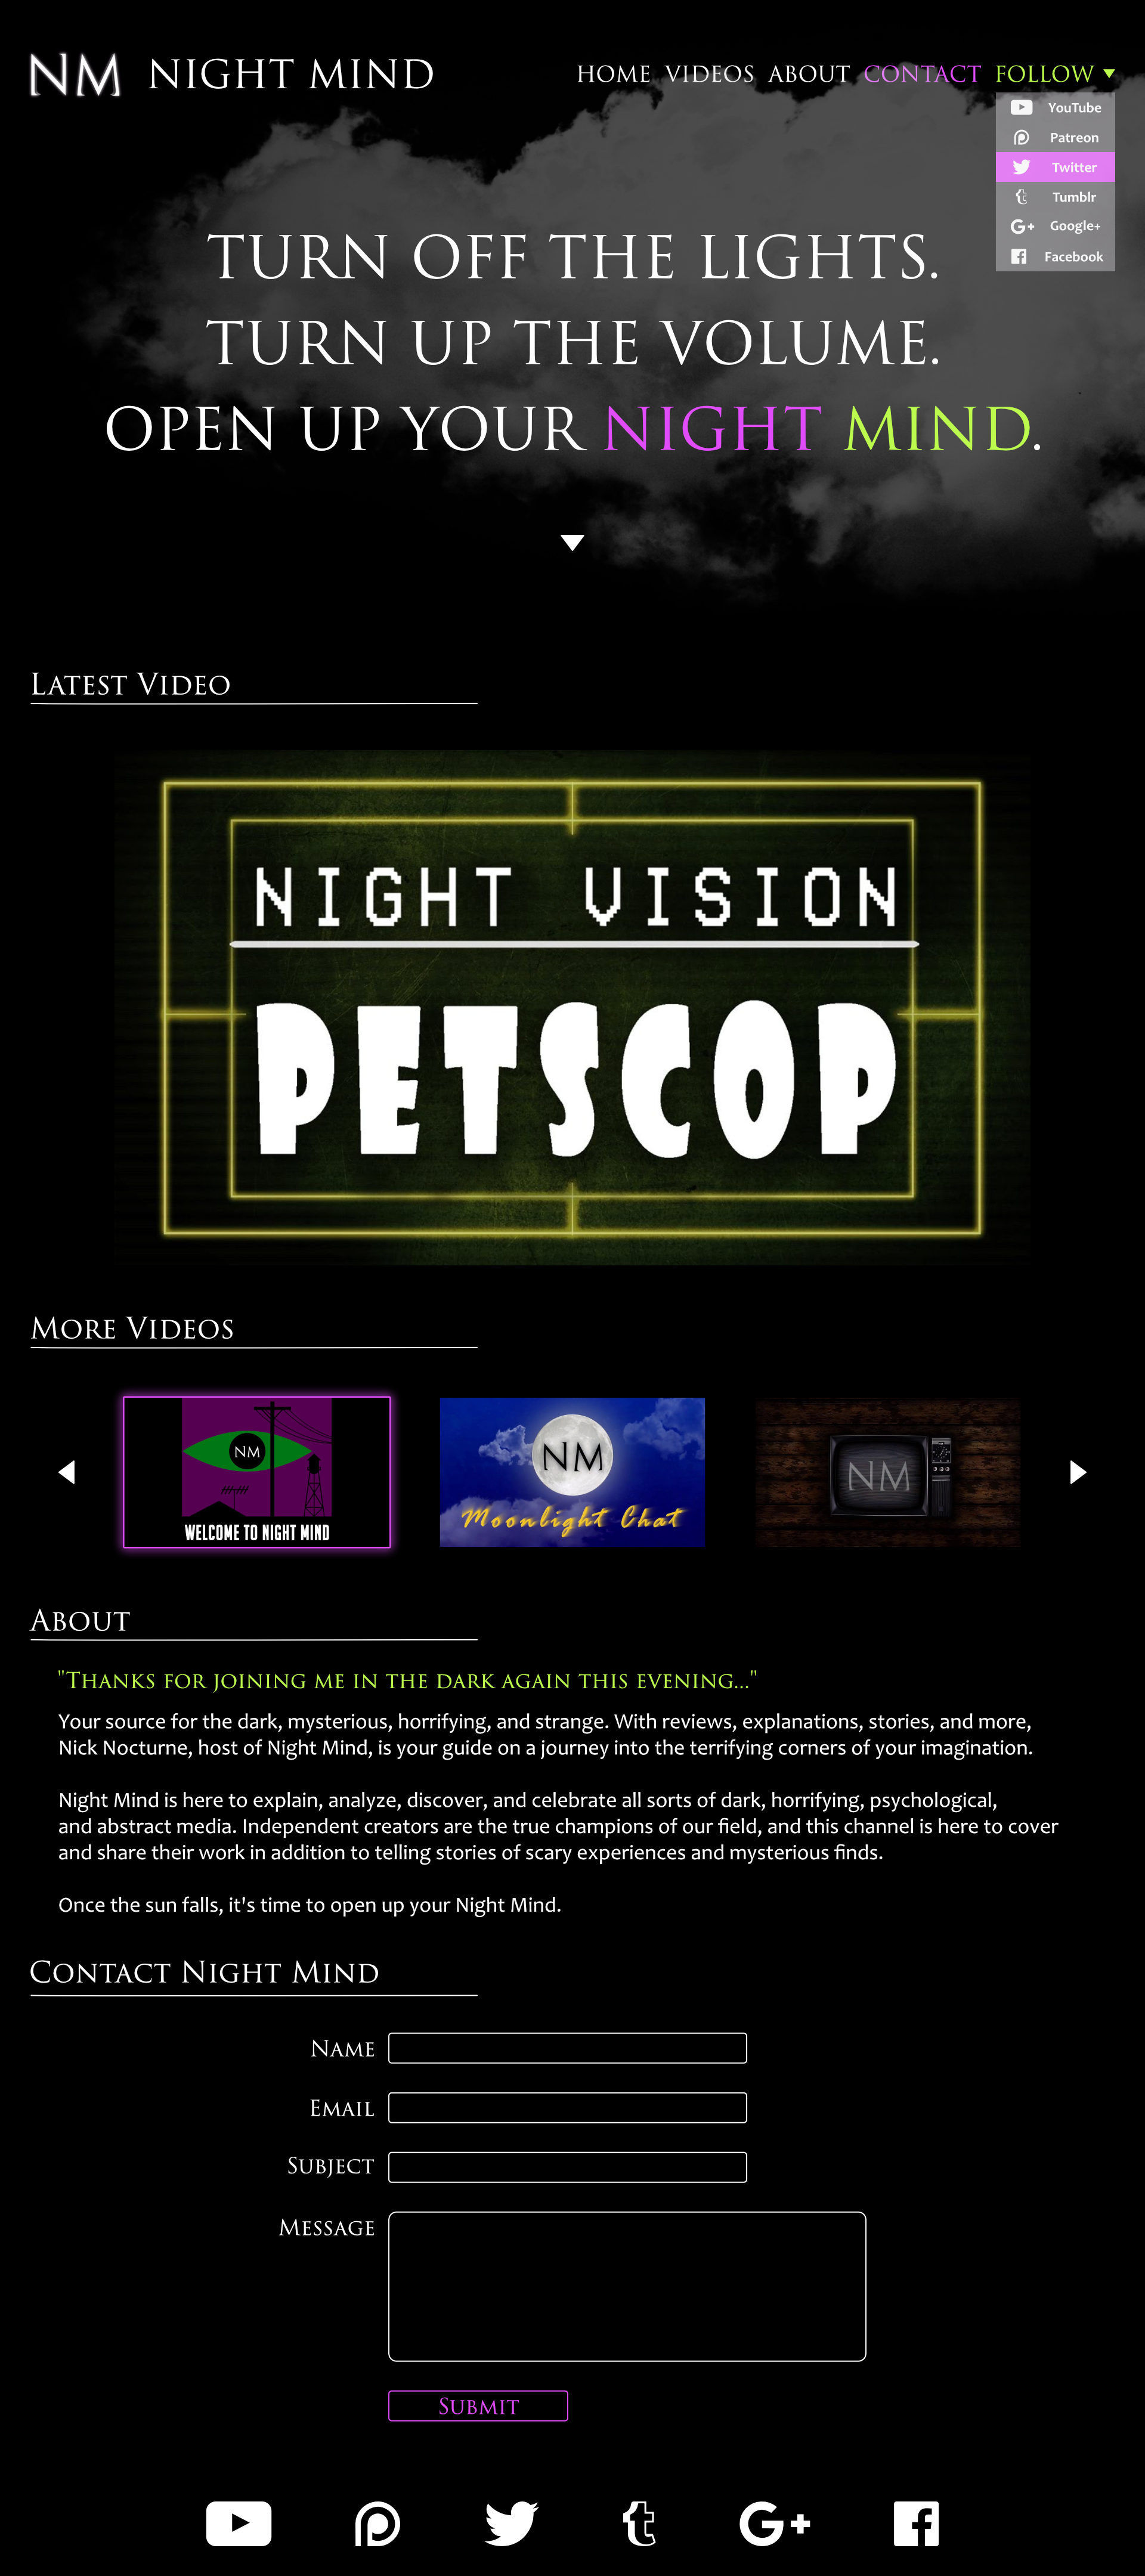 NM NIGHT MIND
HOME VIDEOS ABOUT CONTACT FOLLOW
YouTube
Patreon
Twitter
Tumblr
Google+
Facebook
TURN OFF THE LIGHTS.
TURN UP THE VOLUME.
OPEN UP YOUR NIGHT MIND.
Latest Video
NIGHT VISION
PETSCOP
More Videos
NM
WELCOME TO NIGHT MIND
NM
Moonlight Chat
NM
About
"Thanks for joining me in the dark again this evening..."
Your source for the dark, mysterious, horrifying, and strange. With reviews, explanations, stories, and more,
Nick Nocturne, host of Night Mind, is your guide on a journey into the terrifying corners of your imagination.
Night Mind is here to explain, analyze, discover, and celebrate all sorts of dark, horrifying, psychological,
and abstract media. Independent creators are the true champions of our field, and this channel is here to cover
and share their work in addition to telling stories of scary experiences and mysterious finds.
Once the sun falls, it's time to open up your Night Mind.
Contact Night Mind
Name
Email
Subject
Message
Submit